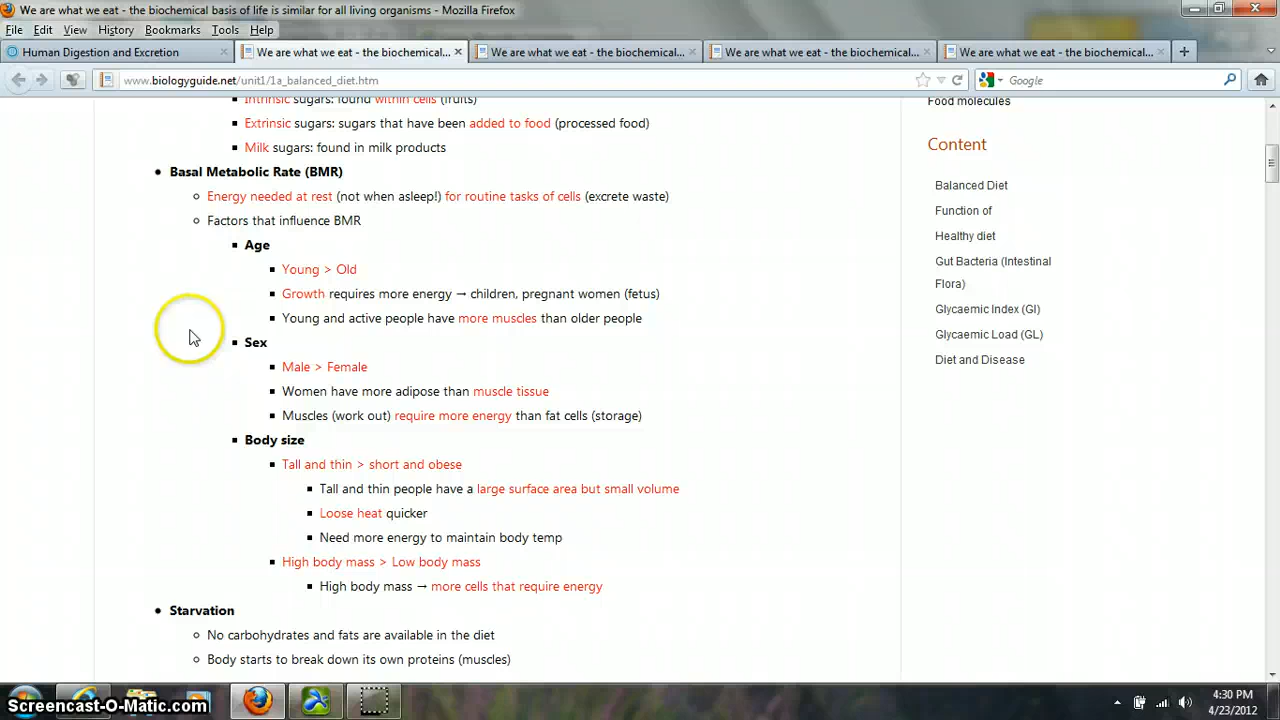 We are what we eat - the biochemical basis of life is similar for all living organisms - Mozilla Firefox
File Edit View History Bookmarks Tools Help
Human Digestion and Excretion
We are what we eat - the biochemical...
We are what we eat - the biochemical...
We are what we eat - the biochemical...
We are what we eat - the biochemical...
www.biologyguide.net/unit1/1a_balanced_diet.htm
Google
Intrinsic sugars: found within cells (fruits)
Extrinsic sugars: sugars that have been added to food (processed food)
Milk sugars: found in milk products
Basal Metabolic Rate (BMR)
Energy needed at rest (not when asleep!) for routine tasks of cells (excrete waste)
Factors that influence BMR
Age
Young > Old
Growth requires more energy → children, pregnant women (fetus)
Young and active people have more muscles than older people
Sex
Male > Female
Women have more adipose than muscle tissue
Muscles (work out) require more energy than fat cells (storage)
Body size
Tall and thin > short and obese
Tall and thin people have a large surface area but small volume
Loose heat quicker
Need more energy to maintain body temp
High body mass > Low body mass
High body mass → more cells that require energy
Starvation
No carbohydrates and fats are available in the diet
Body starts to break down its own proteins (muscles)
Food molecules
Content
Balanced Diet
Function of
Healthy diet
Gut Bacteria (Intestinal
Flora)
Glycaemic Index (GI)
Glycaemic Load (GL)
Diet and Disease
Screencast-O-Matic.com
4:30 PM
4/23/2012